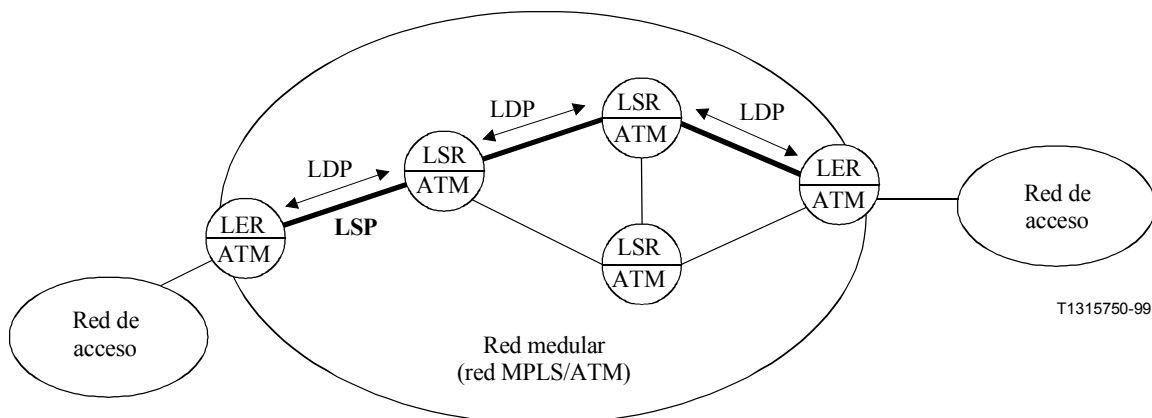 LDP
LSR
ATM
LDP
LDP
LSR
ATM
LDP
LER
ATM
LSP
LER
ATM
Red de
acceso
LSR
ATM
Red de
acceso
Red medular
(red MPLS/ATM)
T1315750-99